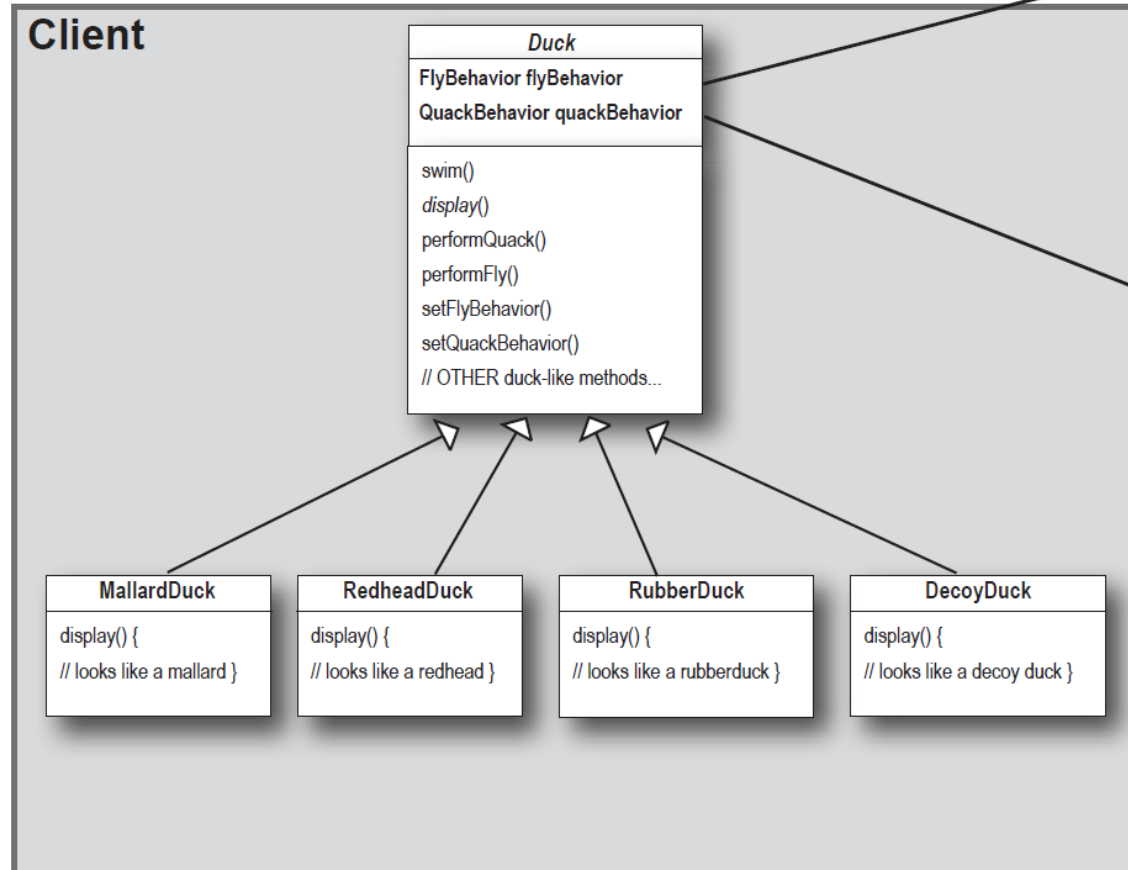 Client
Duck
FlyBehavior flyBehavior
QuackBehavior quackBehavior
swim()
display()
performQuack()
performFly()
setFlyBehavior()
setQuackBehavior()
// OTHER duck-like methods...
MallardDuck
display() {
// looks like a mallard }
RedheadDuck
display() {
// looks like a redhead }
RubberDuck
display() {
// looks like a rubberduck }
DecoyDuck
display() {
// looks like a decoy duck }